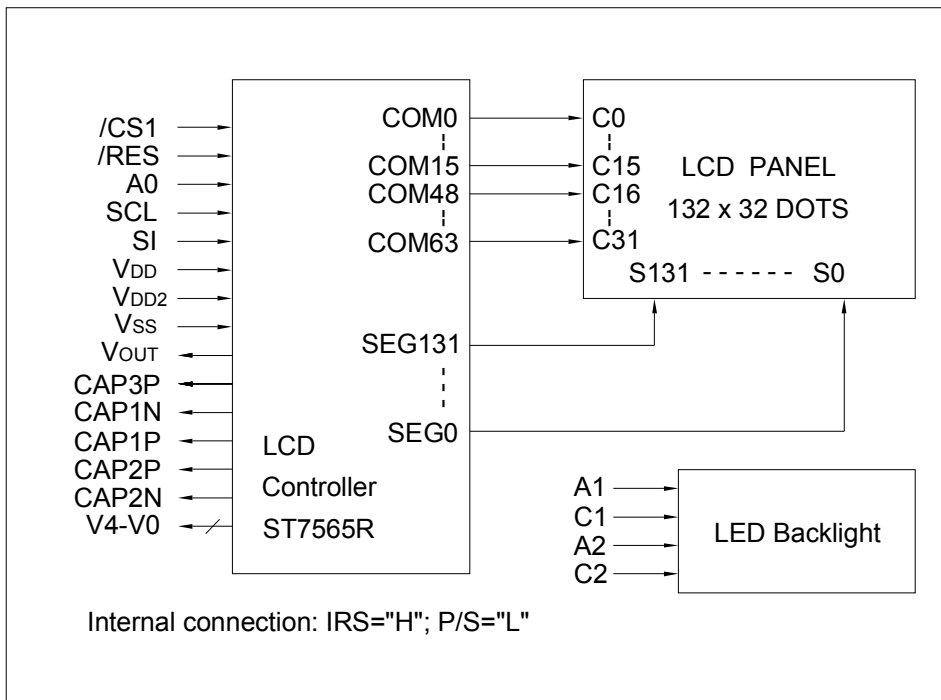 /CS1
/RES
A0
SCL
SI
VDD
VDD2
VSS
VOUT
CAP3P
CAP1N
CAP1P
CAP2P
CAP2N
V4-V0
COM0
COM15
COM48
COM63
SEG131
SEG0
LCD
Controller
ST7565R
C0
C15
C16
C31
LCD PANEL
132 x 32 DOTS
S131 ------ S0
A1
C1
A2
C2
LED Backlight
Internal connection: IRS="H"; P/S="L"